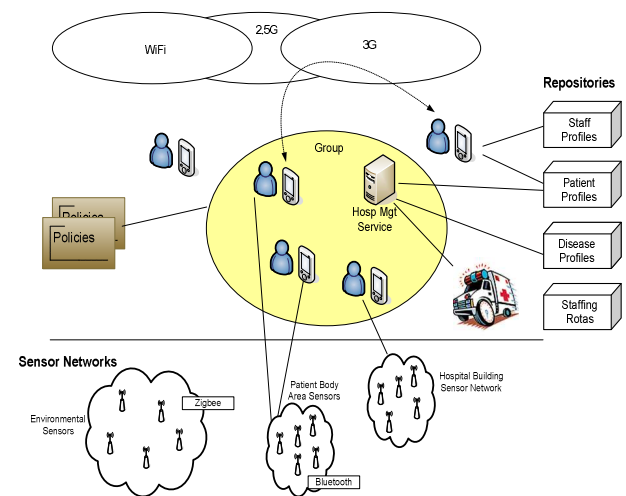 WiFi
2,5G
3G
Repositories
Staff
Profiles
Group
Patient
Profiles
Hosp Mgt
Service
Policies
Policies
Disease
Profiles
Staffing
Rotas
Sensor Networks
Environmental
Sensors
Zigbee
Patient Body
Area Sensors
Bluetooth
Hospital Building
Sensor Network